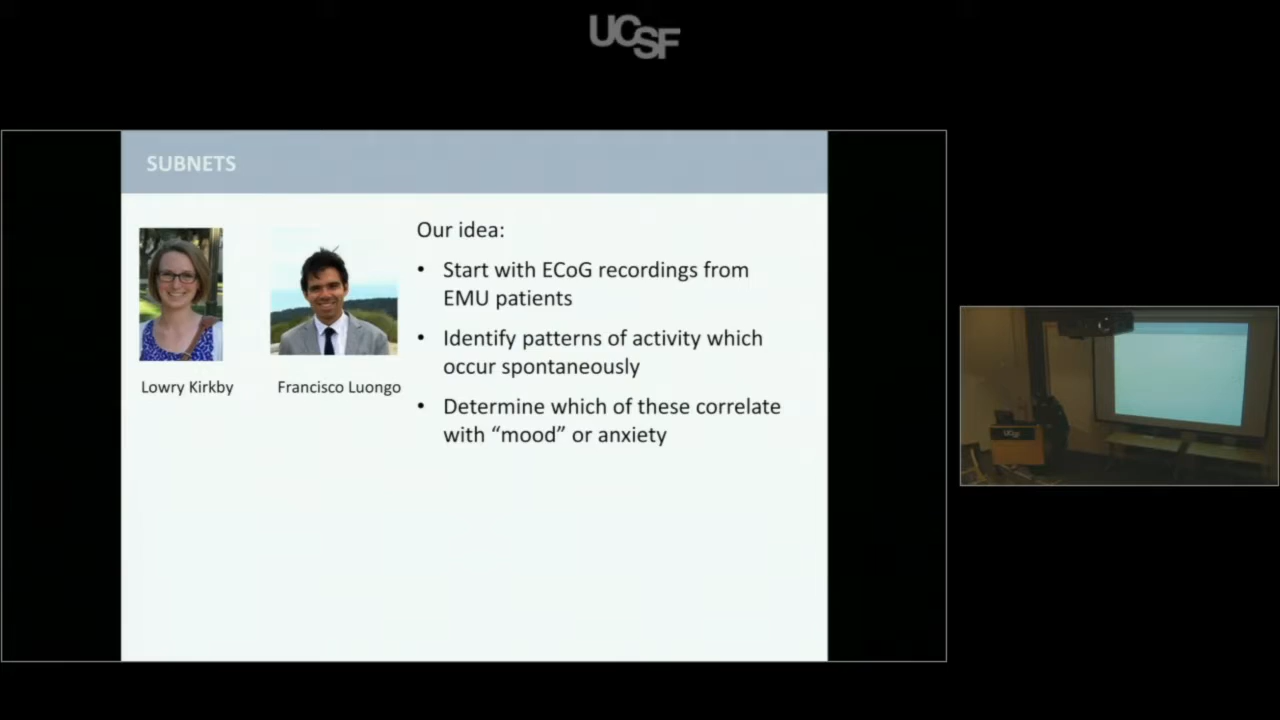 UCSF
SUBNETS
Our idea:
• Start with ECoG recordings from
EMU patients
• Identify patterns of activity which
occur spontaneously
• Determine which of these correlate
with “mood” or anxiety
Lowry Kirkby
Francisco Luongo
UCSF